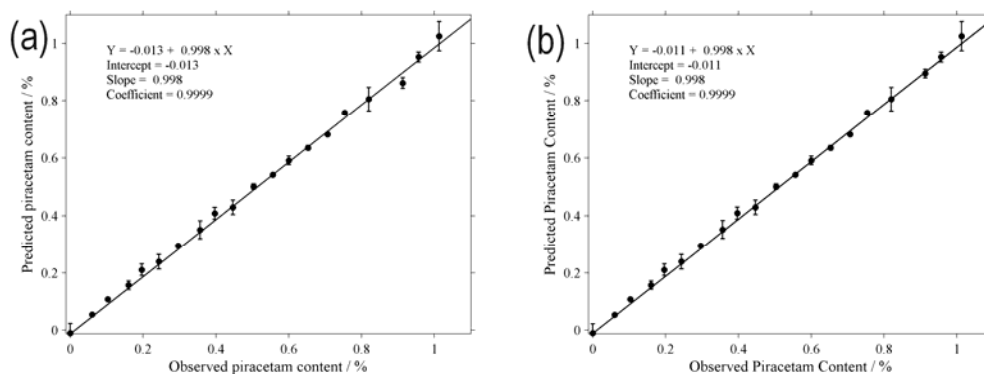 (a)
Y = -0.013 + 0.998 x X
Intercept = -0.013
Slope = 0.998
Coefficient = 0.9999
Predicted piracetam content / %
1
0.8
0.6
0.4
0.2
0
0 0.2 0.4 0.6 0.8 1
Observed piracetam content / %
(b)
Y = -0.011 + 0.998 x X
Intercept = -0.011
Slope = 0.998
Coefficient = 0.9999
Predicted Piracetam Content / %
1
0.8
0.6
0.4
0.2
0
0 0.2 0.4 0.6 0.8 1
Observed Piracetam Content / %